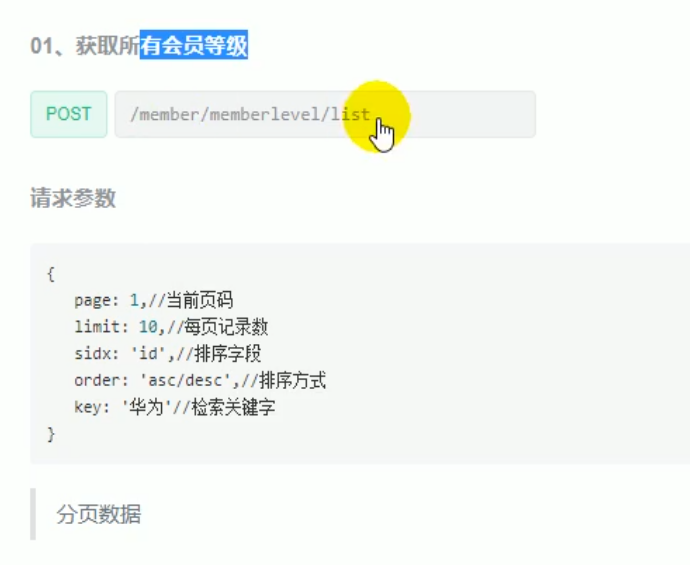 01、获取所有会员等级
POST /member/memberlevel/list
请求参数
{
page: 1,//当前页码
limit: 10,//每页记录数
sidx: 'id',//排序字段
order: 'asc/desc',//排序方式
key: '华为'//检索关键字
}
分页数据